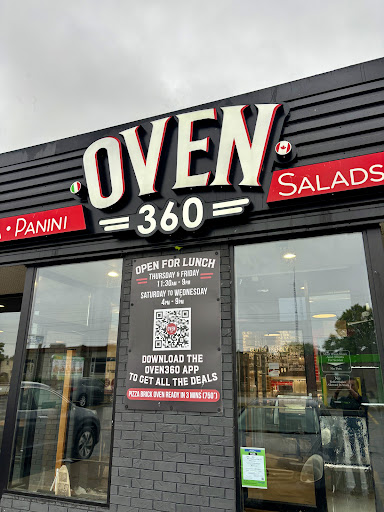 OVEN
360
• PANINI
SALADS
OPEN FOR LUNCH
THURSDAY & FRIDAY
11:30AM - 9PM
SATURDAY TO WEDNESDAY
4PM - 9PM
DOWNLOAD THE
OVEN360 APP
TO GET ALL THE DEALS
PIZZA BRICK OVEN READY IN 3 MINS (750°)